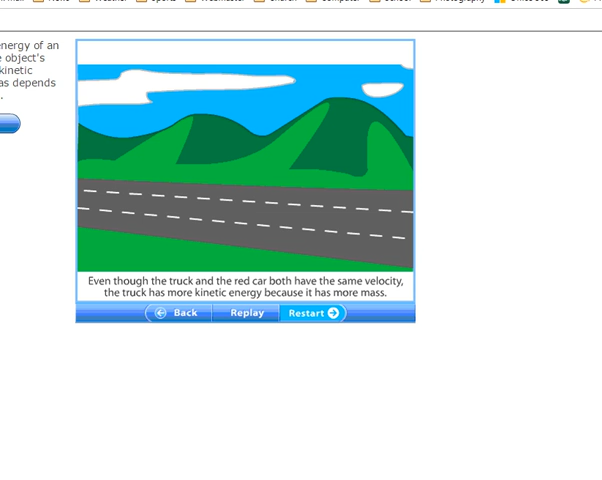 energy of an
object's
kinetic
as depends
Even though the truck and the red car both have the same velocity,
the truck has more kinetic energy because it has more mass.
Back Replay Restart